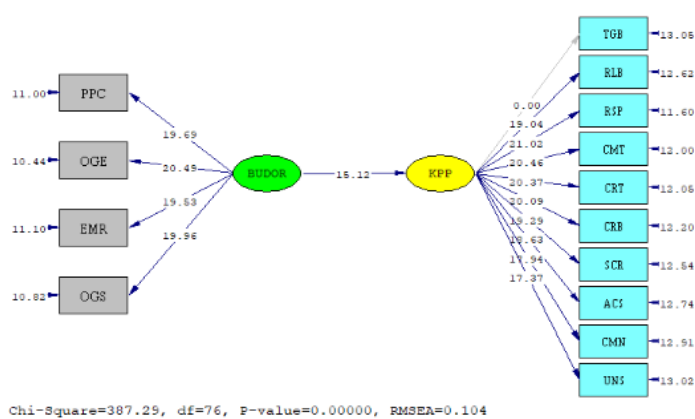 TGB
13.05
RLB
12.62
11.00
PPC
0.00
RSP
11.60
19.69
19.04
21.02
CMT
12.00
10.44
OGE
20.49
20.46
BUDOR
15.12
KPP
20.37
CRT
12.05
20.09
11.10
EMR
19.53
19.29
CRB
12.20
19.96
18.63
17.94
SCR
12.54
17.37
10.82
OGS
ACS
12.74
CMN
12.91
UNS
13.02
Chi-Square=387.29, df=76, P-value=0.00000, RMSEA=0.104